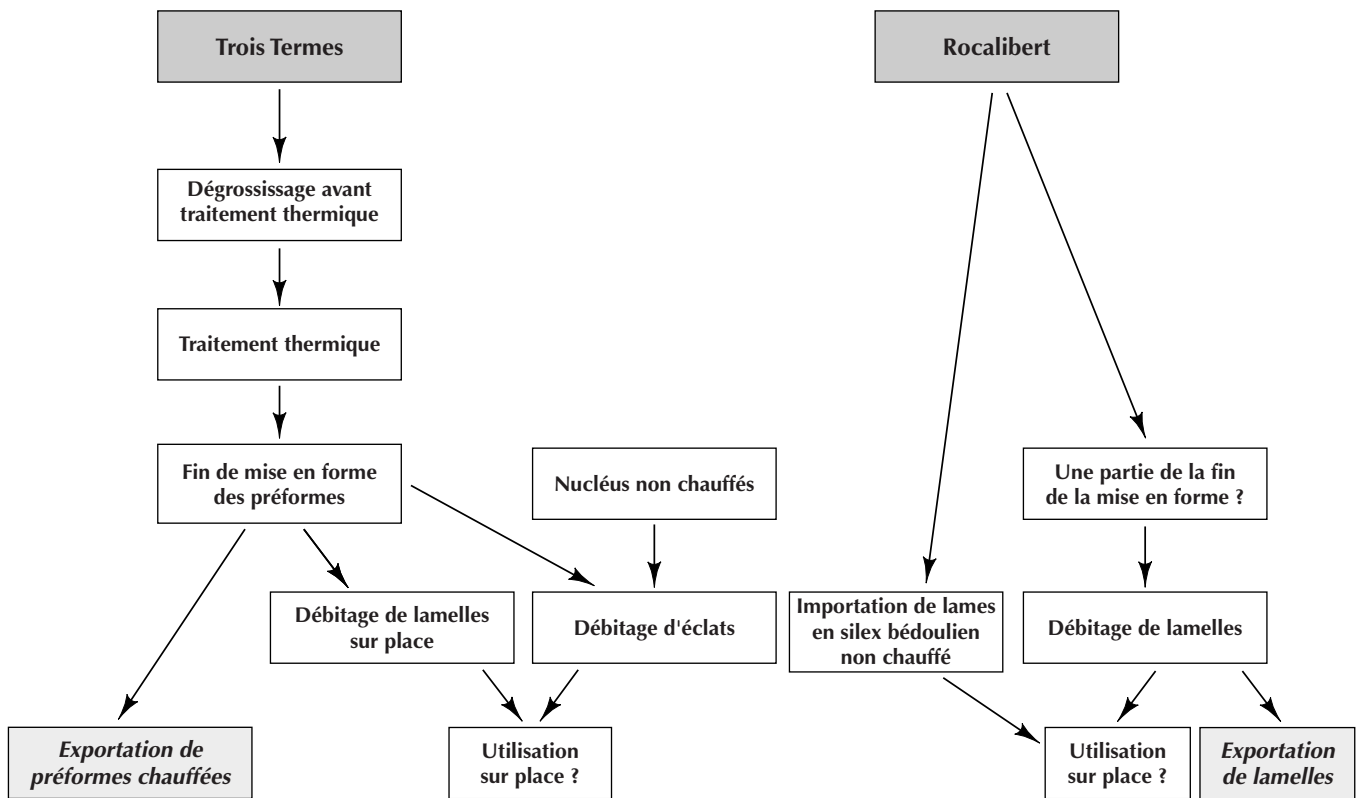 Trois Termes
Rocalibert
Dégrossissage avant
traitement thermique
Traitement thermique
Fin de mise en forme
des préformes
Nucléus non chauffés
Une partie de la fin
de la mise en forme ?
Débitage de lamelles
sur place
Débitage d'éclats
Importation de lames
en silex bédoulien
non chauffé
Débitage de lamelles
Exportation de
préformes chauffées
Utilisation
sur place ?
Utilisation
sur place ?
Exportation
de lamelles